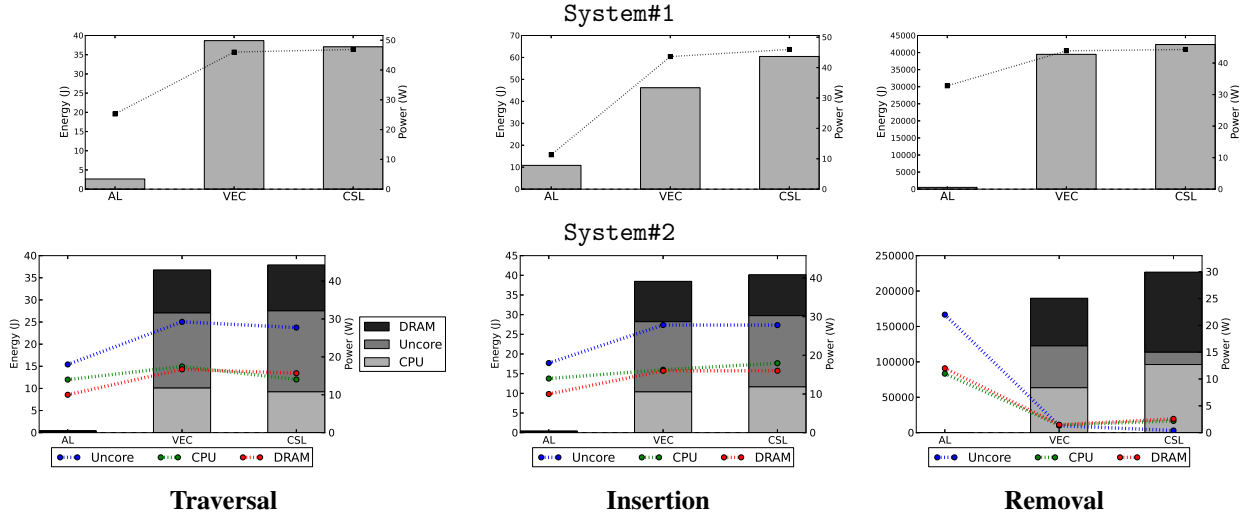 System#1
40
35
30
25
20
15
10
5
0
Energy (J)
AL
VEC
CSL
50
40
30
20
10
0
Power (W)
70
60
50
40
30
20
10
0
Energy (J)
AL
VEC
CSL
50
40
30
20
10
0
Power (W)
45000
40000
35000
30000
25000
20000
15000
10000
5000
0
Energy (J)
AL
VEC
CSL
40
30
20
10
0
Power (W)
System#2
40
35
30
25
20
15
10
5
0
Energy (J)
AL
VEC
CSL
40
30
20
10
0
Power (W)
DRAM
Uncore
CPU
Uncore CPU DRAM
45
40
35
30
25
20
15
10
5
0
Energy (J)
AL
VEC
CSL
40
30
20
10
0
Power (W)
Uncore CPU DRAM
250000
200000
150000
100000
50000
0
Energy (J)
AL
VEC
CSL
30
25
20
15
10
5
0
Power (W)
Uncore CPU DRAM
Traversal
Insertion
Removal